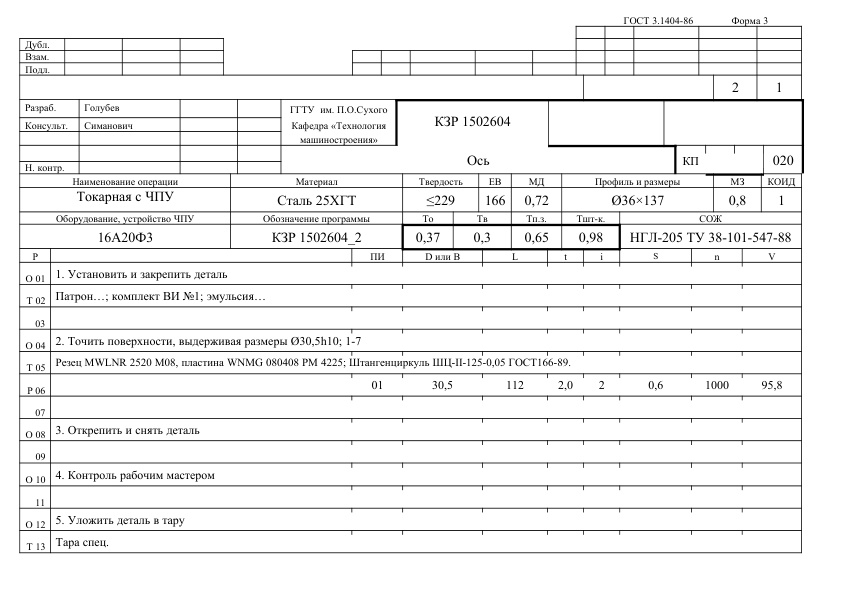 ГОСТ 3.1404-86 Форма 3
Дубл.
Взам.
Подл.
2 1
Разраб. Голубев
Консульт. Симанович
Н. контр.
ГГТУ им. П.О.Сухого
Кафедра «Технология
машиностроения»
КЗР 1502604
Ось
КП 020
Наименование операции Материал Твердость ЕВ МД Профиль и размеры МЗ КОИД
Токарная с ЧПУ Сталь 25ХГТ ≤229 166 0,72 Ø36×137 0,8 1
Оборудование, устройство ЧПУ Обозначение программы То Тв Тп.з. Тшт-к. СОЖ
16А20Ф3 КЗР 1502604_2 0,37 0,3 0,65 0,98 НГЛ-205 ТУ 38-101-547-88
Р ПИ D или В L t i S n V
О 01 1. Установить и закрепить деталь
Т 02 Патрон…; комплект ВИ №1; эмульсия…
03
О 04 2. Точить поверхности, выдерживая размеры Ø30,5h10; 1-7
Т 05 Резец MWLNR 2520 M08, пластина WNMG 080408 PM 4225; Штангенциркуль ШЦ-II-125-0,05 ГОСТ166-89.
Р 06 01 30,5 112 2,0 2 0,6 1000 95,8
07
О 08 3. Открепить и снять деталь
09
О 10 4. Контроль рабочим мастером
11
О 12 5. Уложить деталь в тару
Т 13 Тара спец.